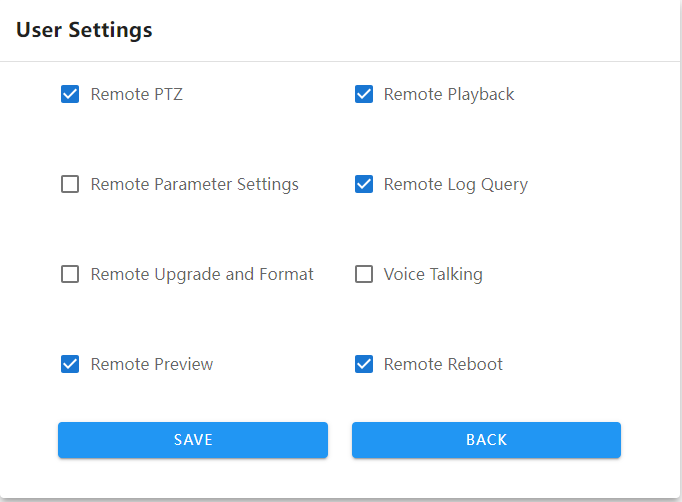 User Settings
Remote PTZ
Remote Playback
Remote Parameter Settings
Remote Log Query
Remote Upgrade and Format
Voice Talking
Remote Preview
Remote Reboot
SAVE
BACK